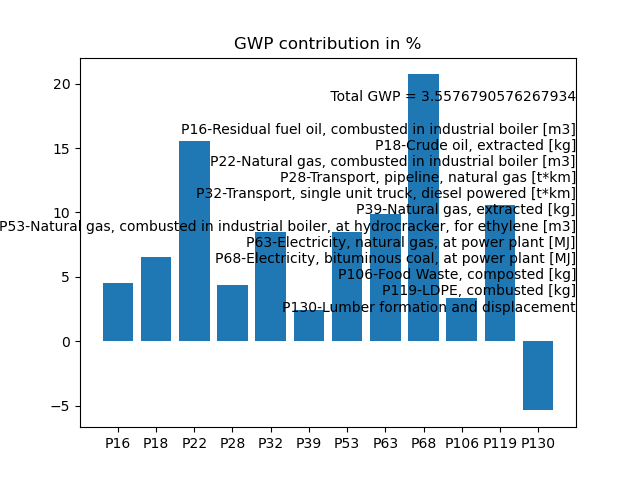 GWP contribution in %
20
15
10
5
0
−5
Total GWP = 3.5576790576267934
P16-Residual fuel oil, combusted in industrial boiler [m3]
P18-Crude oil, extracted [kg]
P22-Natural gas, combusted in industrial boiler [m3]
P28-Transport, pipeline, natural gas [t*km]
P32-Transport, single unit truck, diesel powered [t*km]
P39-Natural gas, extracted [kg]
P53-Natural gas, combusted in industrial boiler, at hydrocracker, for ethylene [m3]
P63-Electricity, natural gas, at power plant [MJ]
P68-Electricity, bituminous coal, at power plant [MJ]
P106-Food Waste, composted [kg]
P119-LDPE, combusted [kg]
P130-Lumber formation and displacement
P16 P18 P22 P28 P32 P39 P53 P63 P68 P106 P119 P130